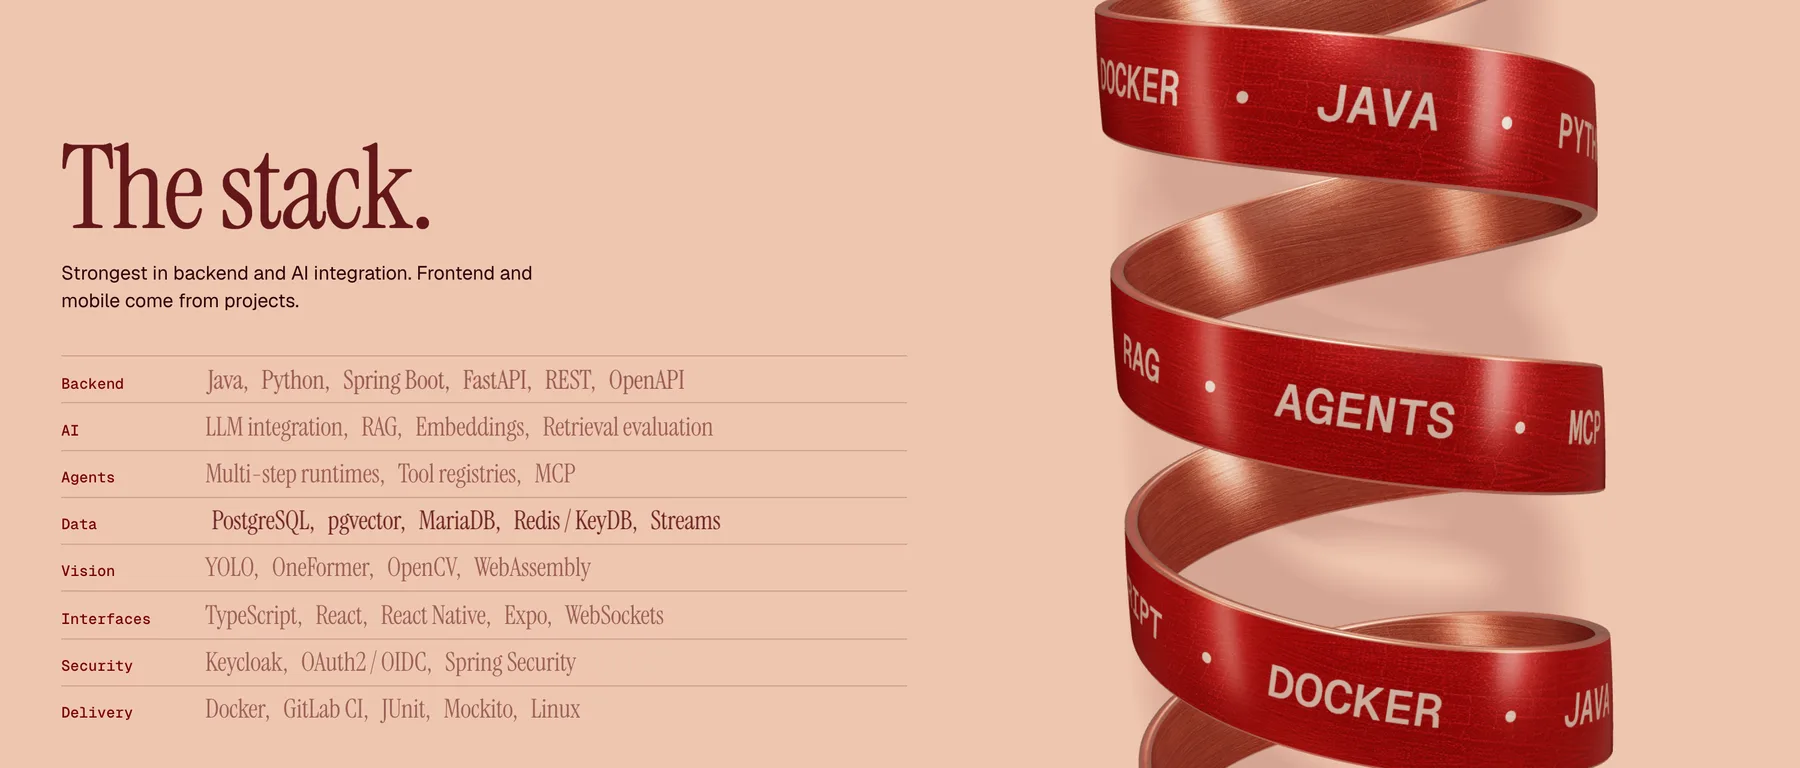 The stack.
Strongest in backend and AI integration. Frontend and
mobile come from projects.
Backend Java, Python, Spring Boot, FastAPI, REST, OpenAPI
AI LLM integration, RAG, Embeddings, Retrieval evaluation
Agents Multi-step runtimes, Tool registries, MCP
Data PostgreSQL, pgvector, MariaDB, Redis / KeyDB, Streams
Vision YOLO, OneFormer, OpenCV, WebAssembly
Interfaces TypeScript, React, React Native, Expo, WebSockets
Security Keycloak, OAuth2 / OIDC, Spring Security
Delivery Docker, GitLab CI, JUnit, Mockito, Linux
DOCKER • JAVA •
RAG • AGENTS • MCP
• DOCKER • JAVA